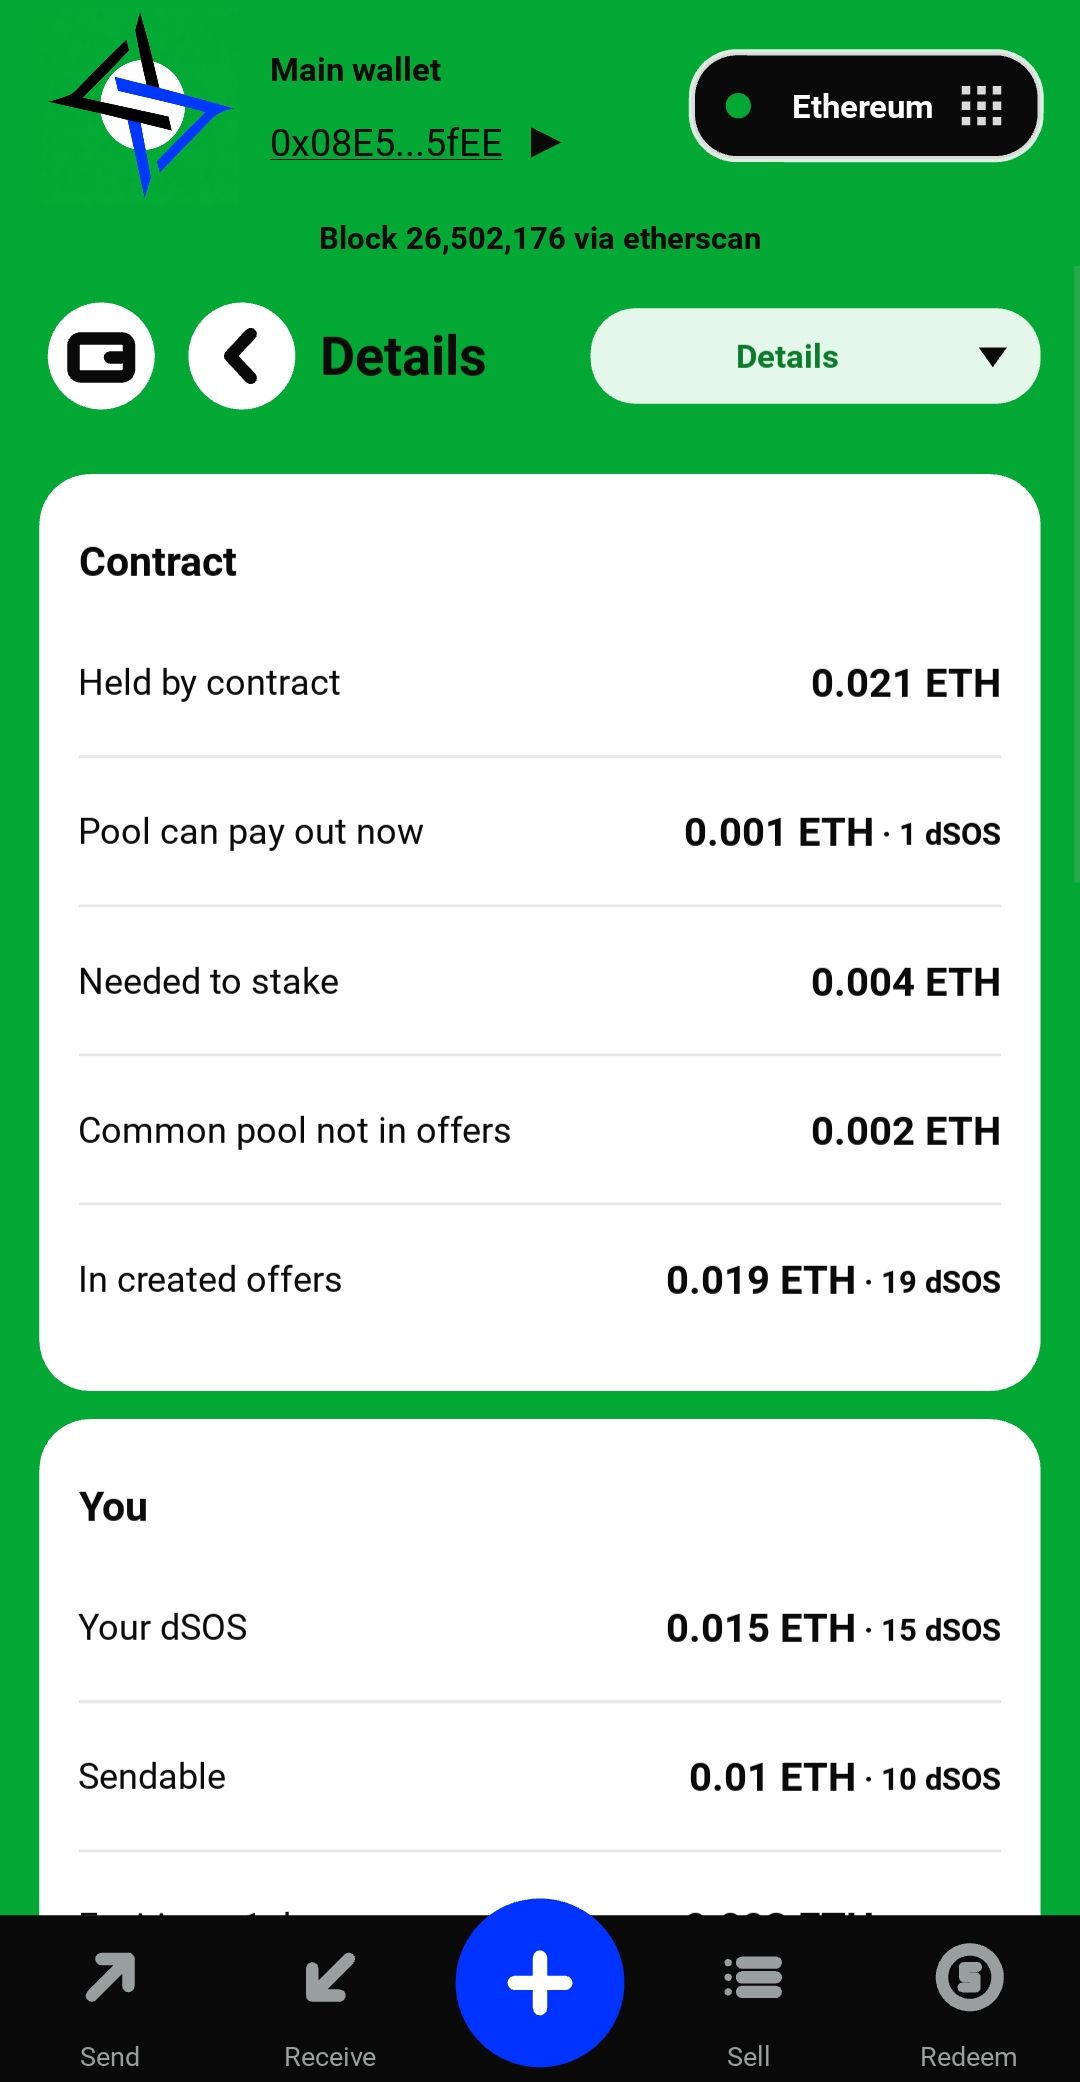 Main wallet
0x08E5...5fEE
Ethereum
Block 26,502,176 via etherscan
Details
Details
Contract
Held by contract 0.021 ETH
Pool can pay out now 0.001 ETH · 1 dSOS
Needed to stake 0.004 ETH
Common pool not in offers 0.002 ETH
In created offers 0.019 ETH · 19 dSOS
You
Your dSOS 0.015 ETH · 15 dSOS
Sendable 0.01 ETH · 10 dSOS
Send
Receive
Sell
Redeem